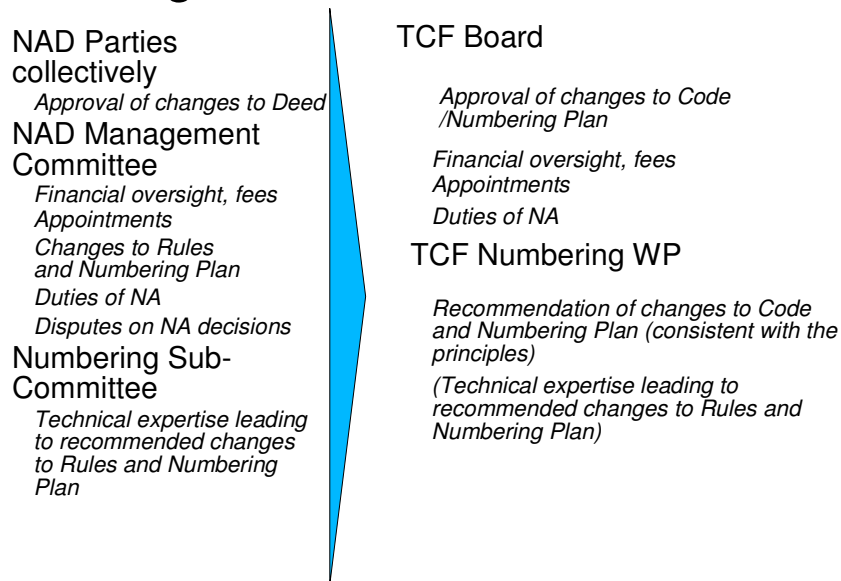 NAD Parties
collectively
Approval of changes to Deed
NAD Management
Committee
Financial oversight, fees
Appointments
Changes to Rules
and Numbering Plan
Duties of NA
Disputes on NA decisions
Numbering Sub-
Committee
Technical expertise leading
to recommended changes
to Rules and Numbering
Plan
TCF Board
Approval of changes to Code
/Numbering Plan
Financial oversight, fees
Appointments
Duties of NA
TCF Numbering WP
Recommendation of changes to Code
and Numbering Plan (consistent with the
principles)
(Technical expertise leading to
recommended changes to Rules and
Numbering Plan)